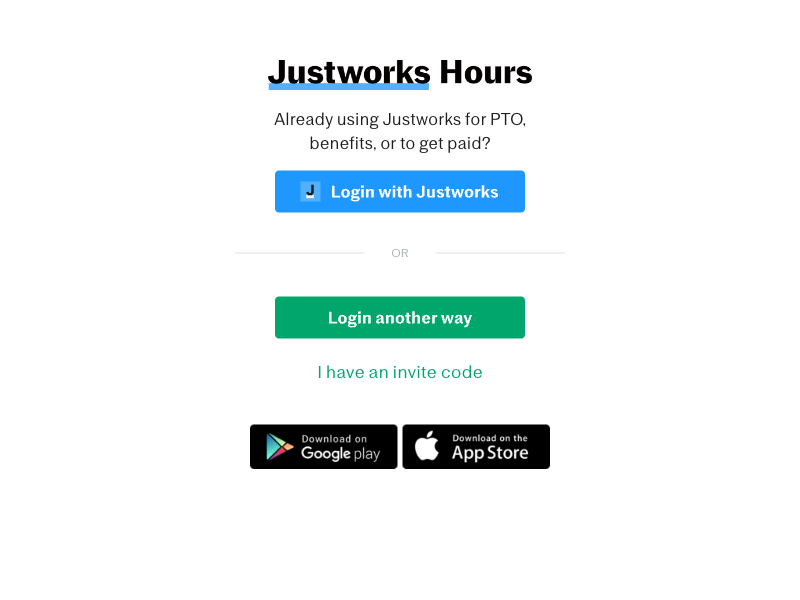 Justworks Hours
Already using Justworks for PTO,
benefits, or to get paid?
J Login with Justworks
OR
Login another way
I have an invite code
Download on
Google play
Download on the
App Store